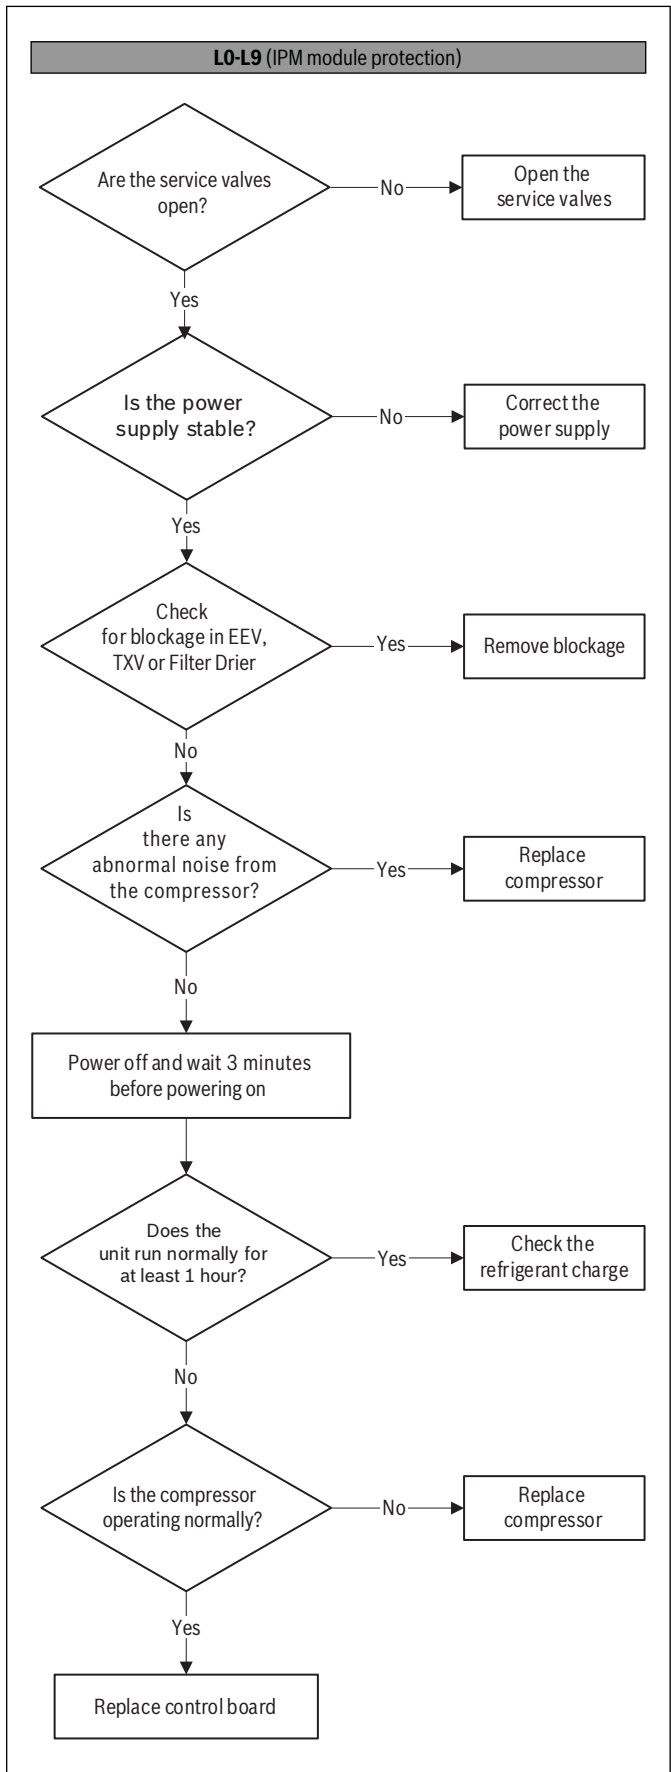 L0-L9 (IPM module protection)
Are the service valves
open?
No
Open the
service valves
Yes
Is the power
supply stable?
No
Correct the
power supply
Yes
Check
for blockage in EEV,
TXV or Filter Drier
Yes
Remove blockage
No
Is
there any
abnormal noise from
the compressor?
Yes
Replace
compressor
No
Power off and wait 3 minutes
before powering on
Does the
unit run normally for
at least 1 hour?
Yes
Check the
refrigerant charge
No
Is the compressor
operating normally?
No
Replace
compressor
Yes
Replace control board